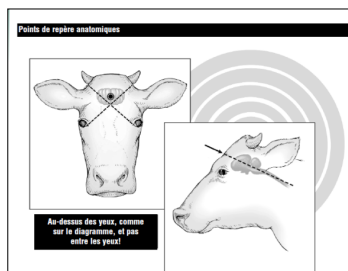 Points de repère anatomiques
Au-dessus des yeux, comme
sur le diagramme, et pas
entre les yeux!